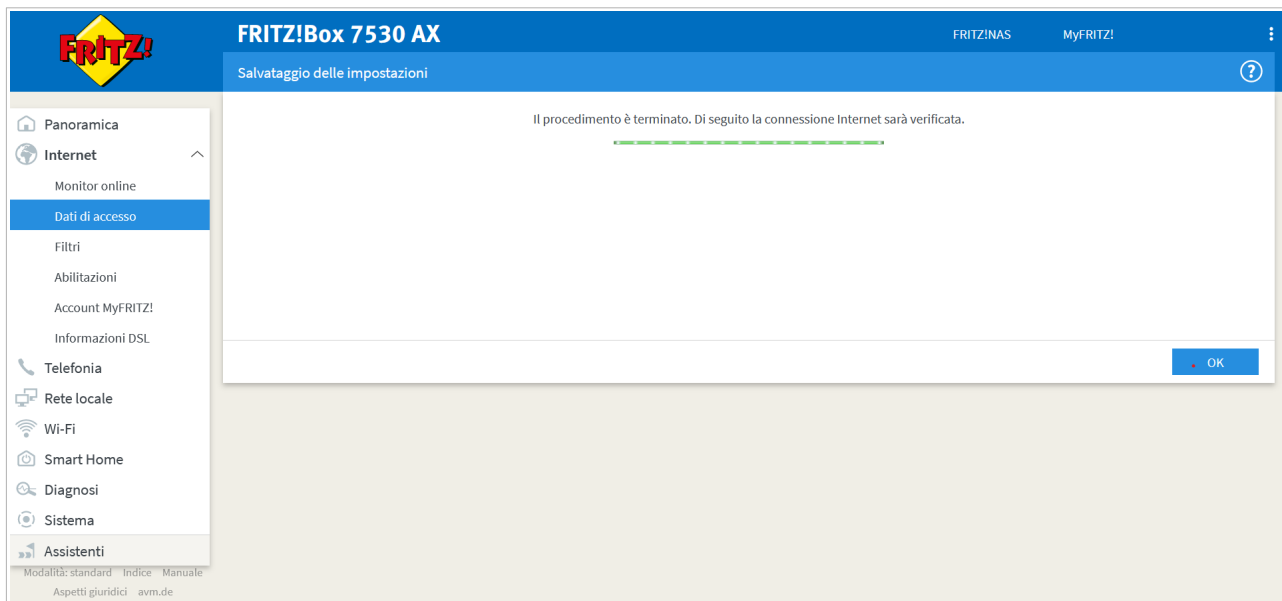 FRITZ!
FRITZ!Box 7530 AX
FRITZ!NAS MyFRITZ!
Salvataggio delle impostazioni
?
Il procedimento è terminato. Di seguito la connessione Internet sarà verificata.
Panoramica
Internet
Monitor online
Dati di accesso
Filtri
Abilitazioni
Account MyFRITZ!
Informazioni DSL
Telefonia
Rete locale
Wi-Fi
Smart Home
Diagnosi
Sistema
Assistenti
OK
Modalità: standard Indice Manuale
Aspetti giuridici avm.de